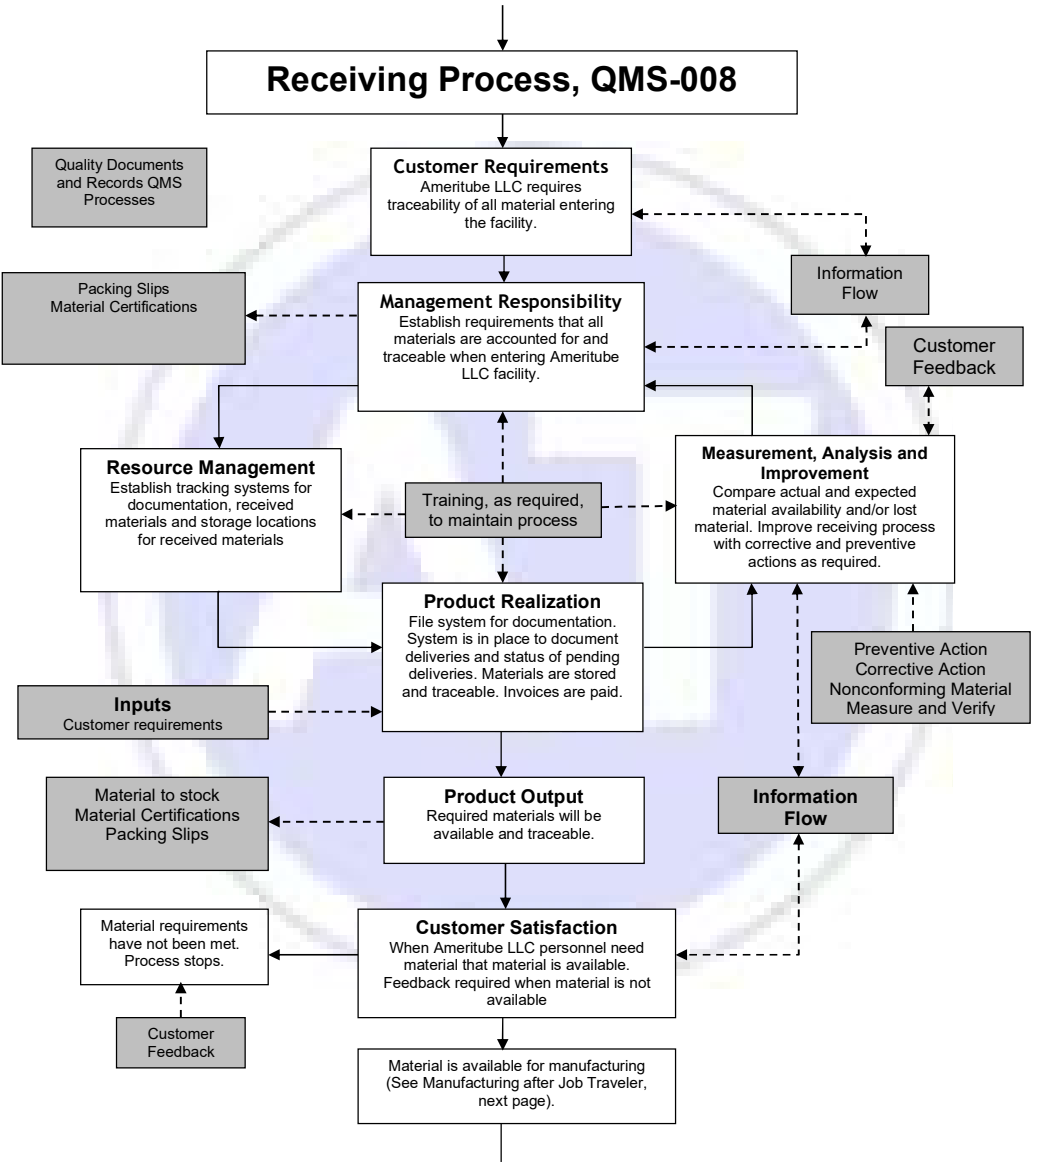 Receiving Process, QMS-008
Quality Documents
and Records QMS
Processes
Customer Requirements
Ameritube LLC requires
traceability of all material entering
the facility.
Information
Flow
Packing Slips
Material Certifications
Management Responsibility
Establish requirements that all
materials are accounted for and
traceable when entering Ameritube
LLC facility.
Customer
Feedback
Resource Management
Establish tracking systems for
documentation, received
materials and storage locations
for received materials
Training, as required,
to maintain process
Measurement, Analysis and
Improvement
Compare actual and expected
material availability and/or lost
material. Improve receiving process
with corrective and preventive
actions as required.
Product Realization
File system for documentation.
System is in place to document
deliveries and status of pending
deliveries. Materials are stored
and traceable. Invoices are paid.
Preventive Action
Corrective Action
Nonconforming Material
Measure and Verify
Inputs
Customer requirements
Material to stock
Material Certifications
Packing Slips
Product Output
Required materials will be
available and traceable.
Information
Flow
Material requirements
have not been met.
Process stops.
Customer Satisfaction
When Ameritube LLC personnel need
material that material is available.
Feedback required when material is not
available
Customer
Feedback
Material is available for manufacturing
(See Manufacturing after Job Traveler,
next page).